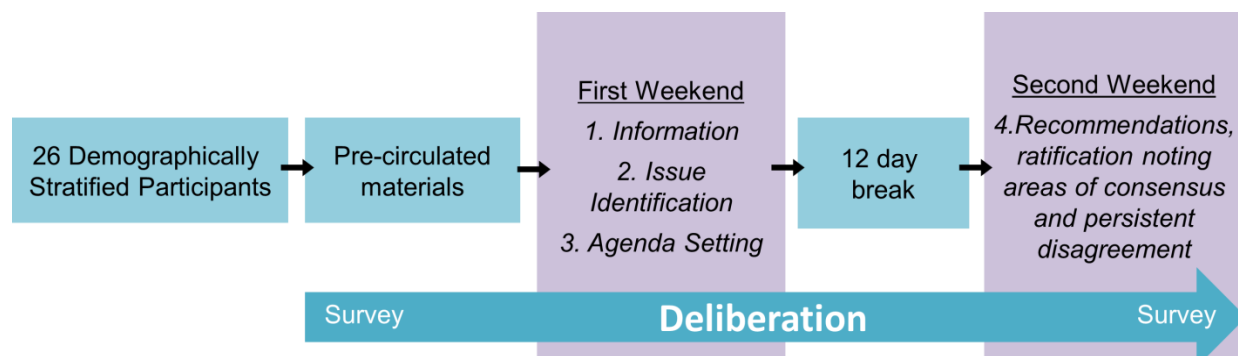 26 Demographically
Stratified Participants
Pre-circulated
materials
First Weekend
1. Information
2. Issue
Identification
3. Agenda Setting
12 day
break
Second Weekend
4.Recommendations,
ratification noting
areas of consensus
and persistent
disagreement
Survey
Deliberation
Survey